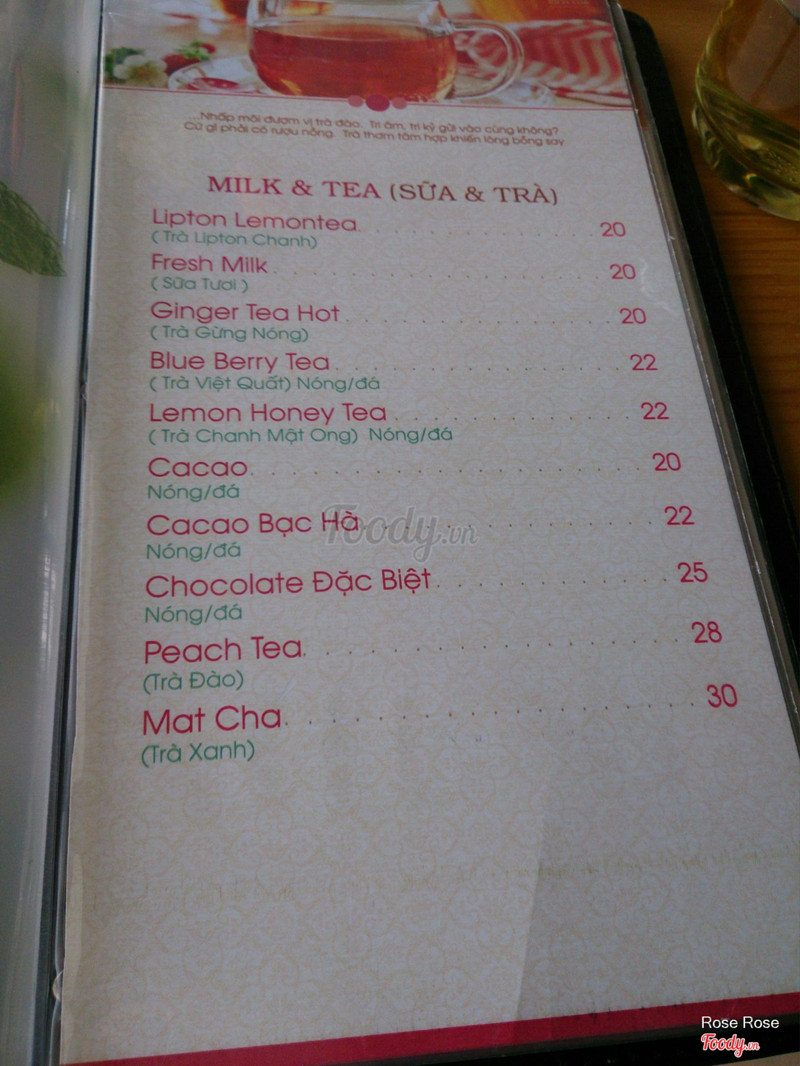 ...Nhấp môi đượm vị trà đào. Tri âm, tri kỷ gửi vào cùng không?
Cứ gì phải có rượu nồng. Trà thơm tâm hợp khiến lòng bỗng say
MILK & TEA (SỮA & TRÀ)
Lipton Lemontea 20
( Trà Lipton Chanh)
Fresh Milk 20
( Sữa Tươi )
Ginger Tea Hot 20
( Trà Gừng Nóng)
Blue Berry Tea 22
( Trà Việt Quất) Nóng/đá
Lemon Honey Tea 22
( Trà Chanh Mật Ong) Nóng/đá
Cacao 20
Nóng/đá
Cacao Bạc Hà 22
Nóng/đá
Chocolate Đặc Biệt 25
Nóng/đá
Peach Tea 28
(Trà Đào)
Mat Cha 30
(Trà Xanh)
Foody.vn
Rose Rose
Foody.vn